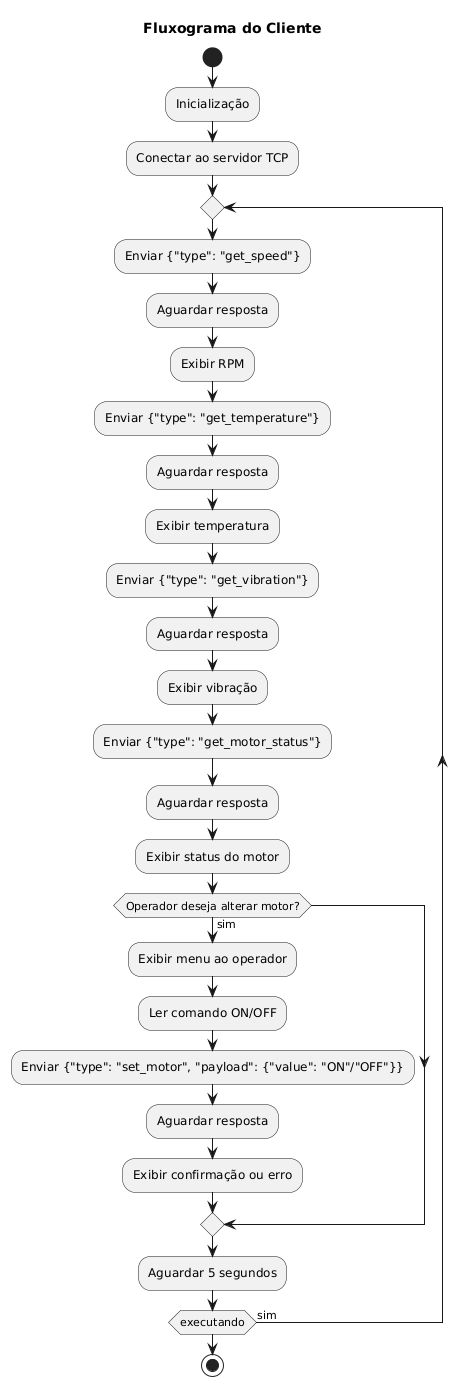 Fluxograma do Cliente
Inicialização
Conectar ao servidor TCP
Enviar {"type": "get_speed"}
Aguardar resposta
Exibir RPM
Enviar {"type": "get_temperature"}
Aguardar resposta
Exibir temperatura
Enviar {"type": "get_vibration"}
Aguardar resposta
Exibir vibração
Enviar {"type": "get_motor_status"}
Aguardar resposta
Exibir status do motor
Operador deseja alterar motor?
sim
Exibir menu ao operador
Ler comando ON/OFF
Enviar {"type": "set_motor", "payload": {"value": "ON"/"OFF"}}
Aguardar resposta
Exibir confirmação ou erro
Aguardar 5 segundos
executando
sim